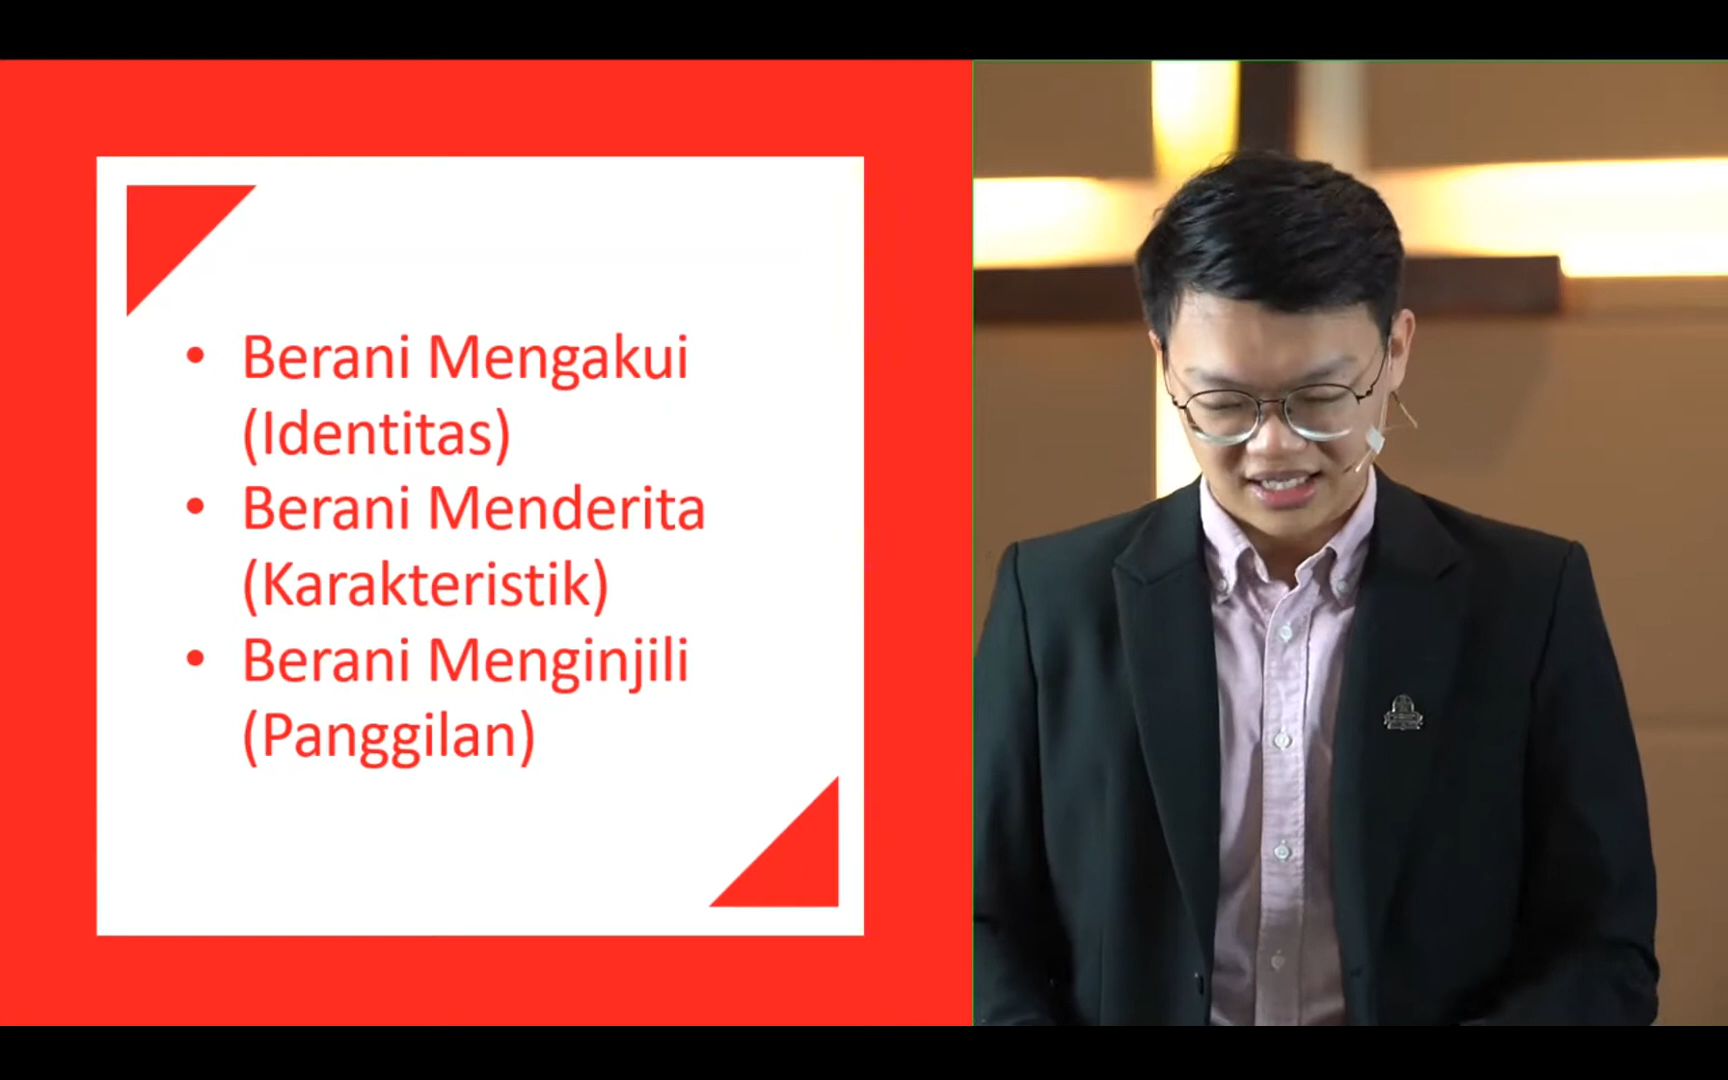 • Berani Mengakui
(Identitas)
• Berani Menderita
(Karakteristik)
• Berani Menginjili
(Panggilan)